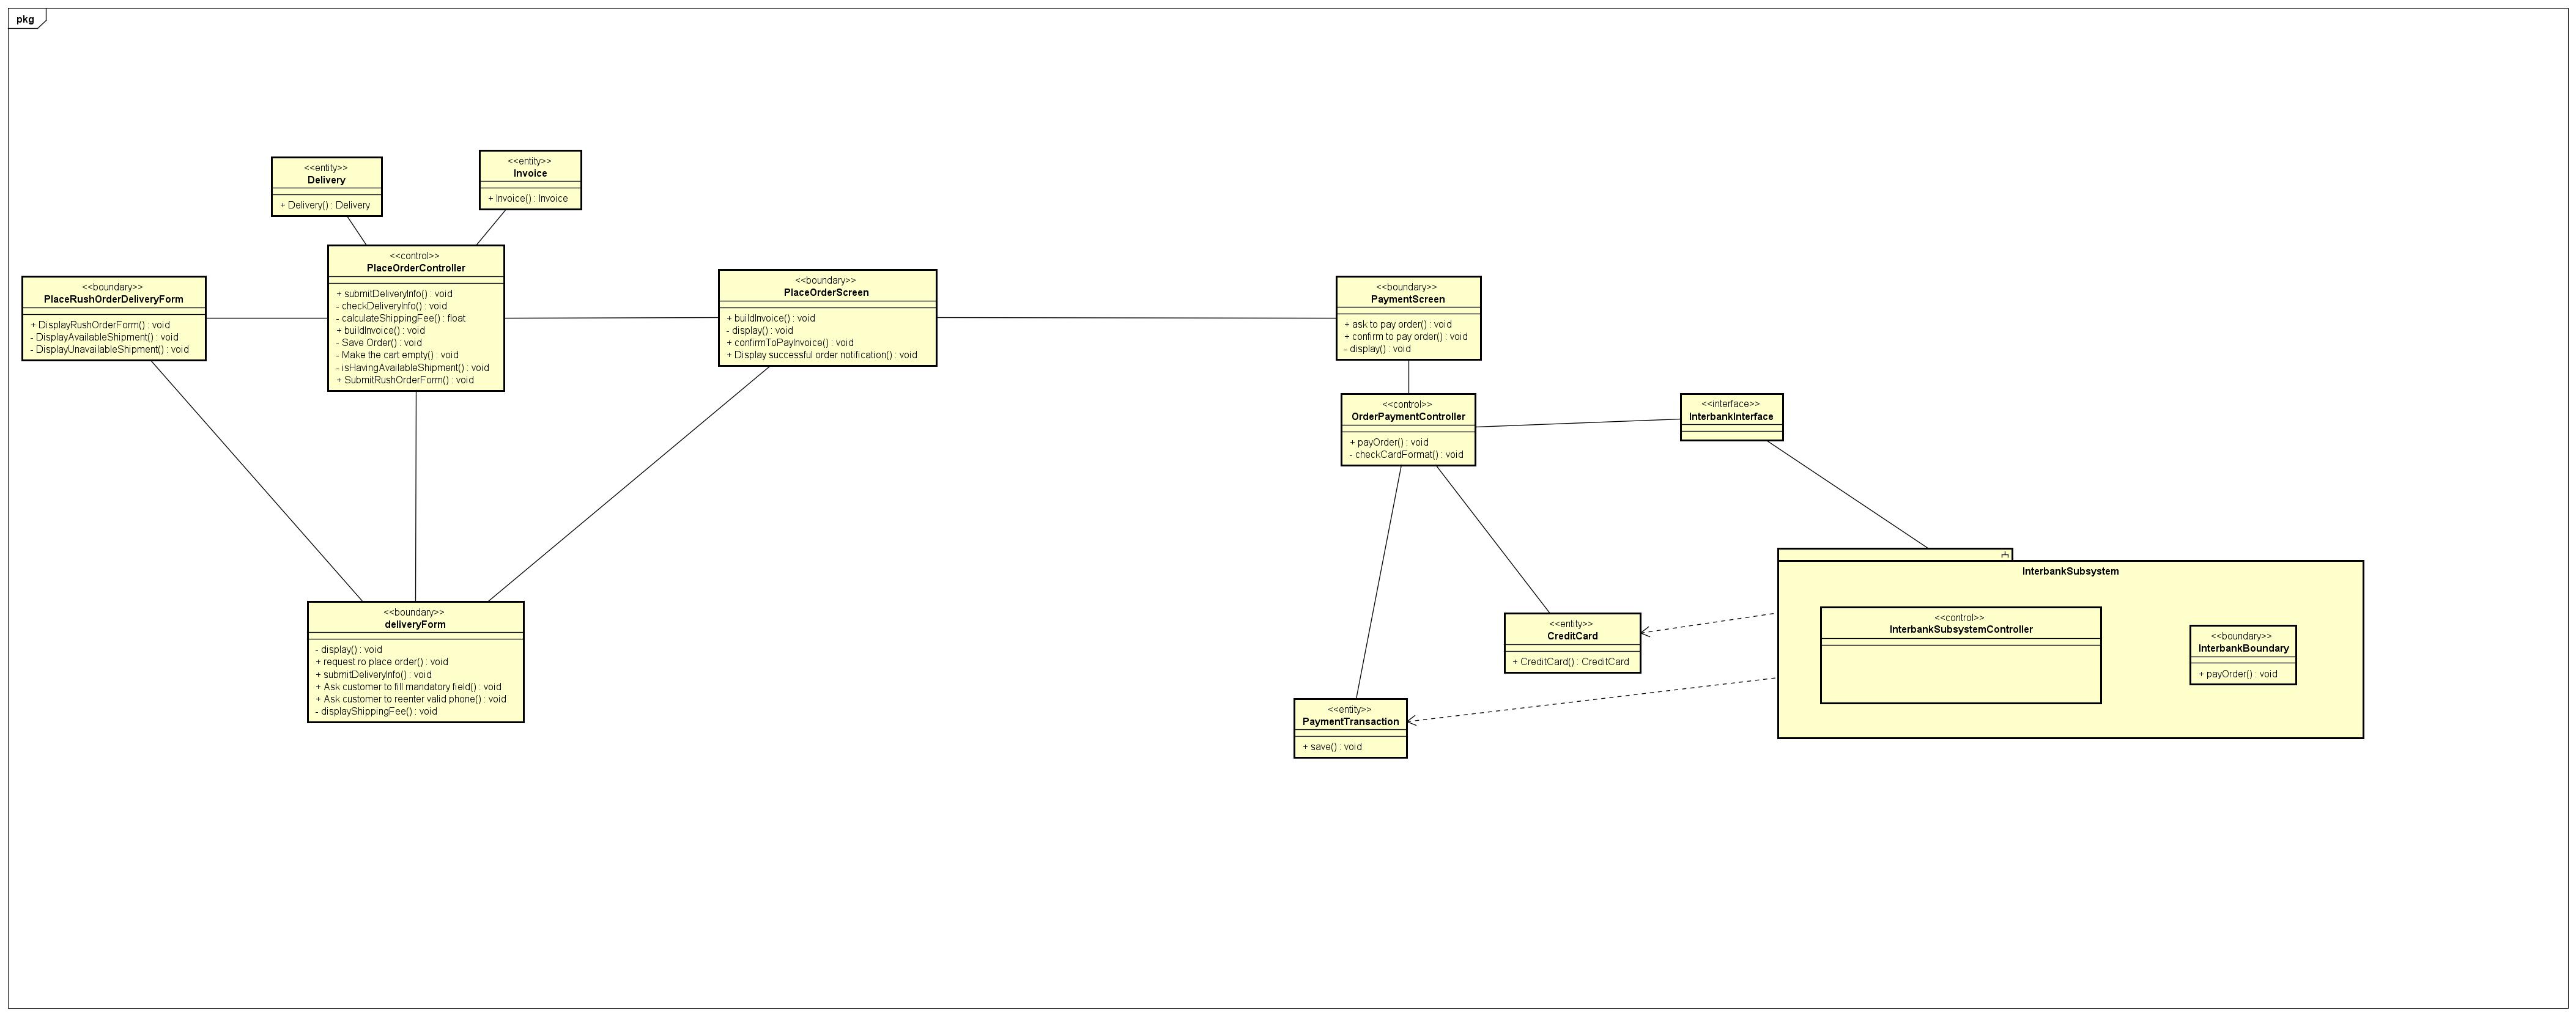 pkg
<<entity>>
Delivery
+ Delivery() : Delivery
<<entity>>
Invoice
+ Invoice() : Invoice
<<boundary>>
PlaceRushOrderDeliveryForm
+ DisplayRushOrderForm() : void
- DisplayAvailableShipment() : void
- DisplayUnavailableShipment() : void
<<control>>
PlaceOrderController
+ submitDeliveryInfo() : void
- checkDeliveryInfo() : void
- calculateShippingFee() : float
+ buildInvoice() : void
- Save Order() : void
- Make the cart empty() : void
- isHavingAvailableShipment() : void
+ SubmitRushOrderForm() : void
<<boundary>>
PlaceOrderScreen
+ buildInvoice() : void
- display() : void
+ confirmToPayInvoice() : void
+ Display successful order notification() : void
<<boundary>>
PaymentScreen
+ ask to pay order() : void
+ confirm to pay order() : void
- display() : void
<<control>>
OrderPaymentController
+ payOrder() : void
- checkCardFormat() : void
<<interface>>
InterbankInterface
<<boundary>>
deliveryForm
- display() : void
+ request ro place order() : void
+ submitDeliveryInfo() : void
+ Ask customer to fill mandatory field() : void
+ Ask customer to reenter valid phone() : void
- displayShippingFee() : void
<<entity>>
CreditCard
+ CreditCard() : CreditCard
<<entity>>
PaymentTransaction
+ save() : void
InterbankSubsystem
<<control>>
InterbankSubsystemController
<<boundary>>
InterbankBoundary
+ payOrder() : void